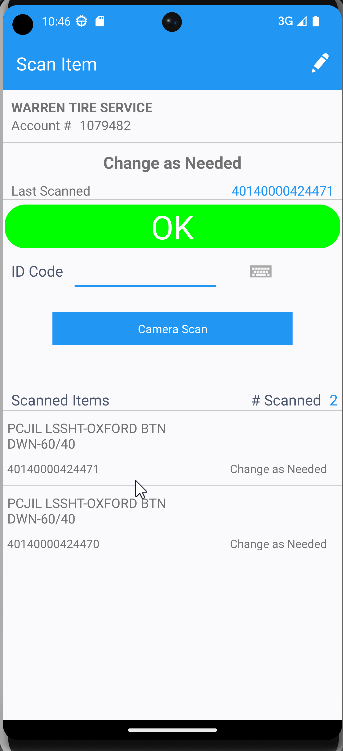 10:46 3G
Scan Item
WARREN TIRE SERVICE
Account # 1079482
Change as Needed
Last Scanned 40140000424471
OK
ID Code
Camera Scan
Scanned Items # Scanned 2
PCJIL LSSHT-OXFORD BTN
DWN-60/40
40140000424471 Change as Needed
PCJIL LSSHT-OXFORD BTN
DWN-60/40
40140000424470 Change as Needed